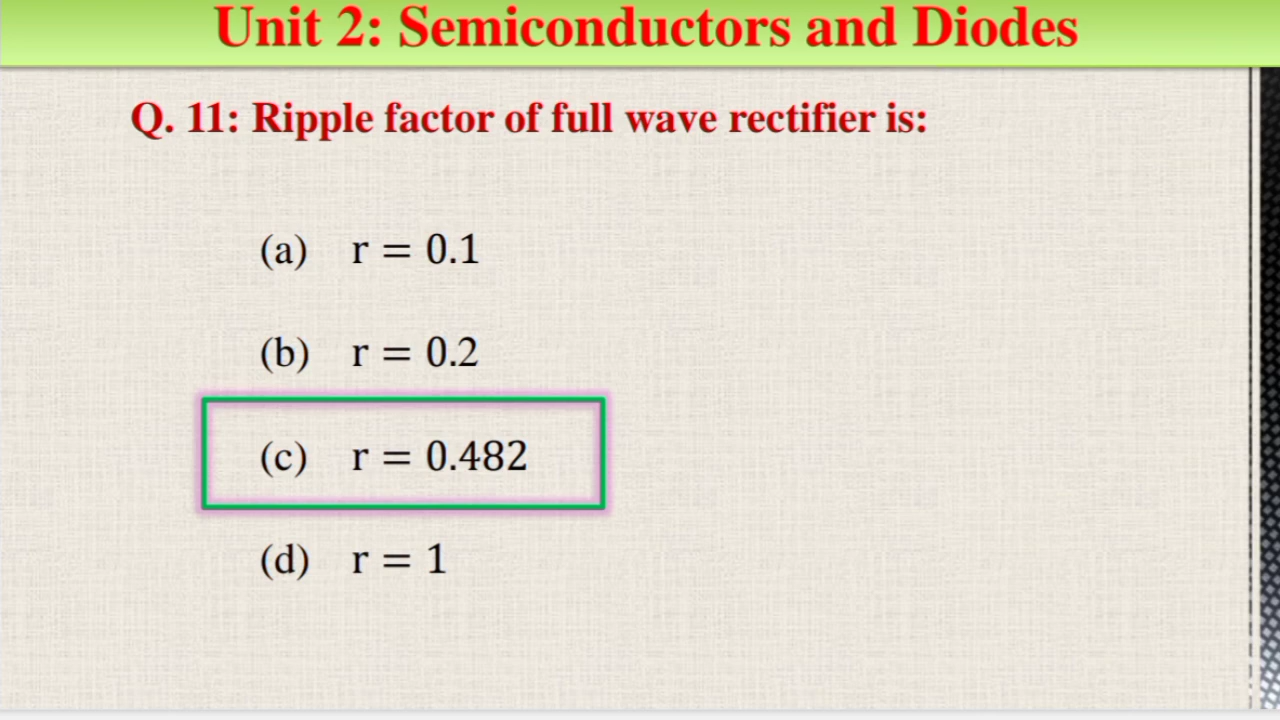 Unit 2: Semiconductors and Diodes
Q. 11: Ripple factor of full wave rectifier is:
(a) r = 0.1
(b) r = 0.2
(c) r = 0.482
(d) r = 1